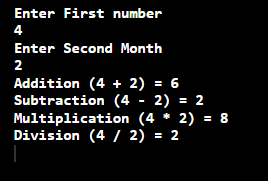 Enter First number
4
Enter Second Month
2
Addition (4 + 2) = 6
Subtraction (4 - 2) = 2
Multiplication (4 * 2) = 8
Division (4 / 2) = 2